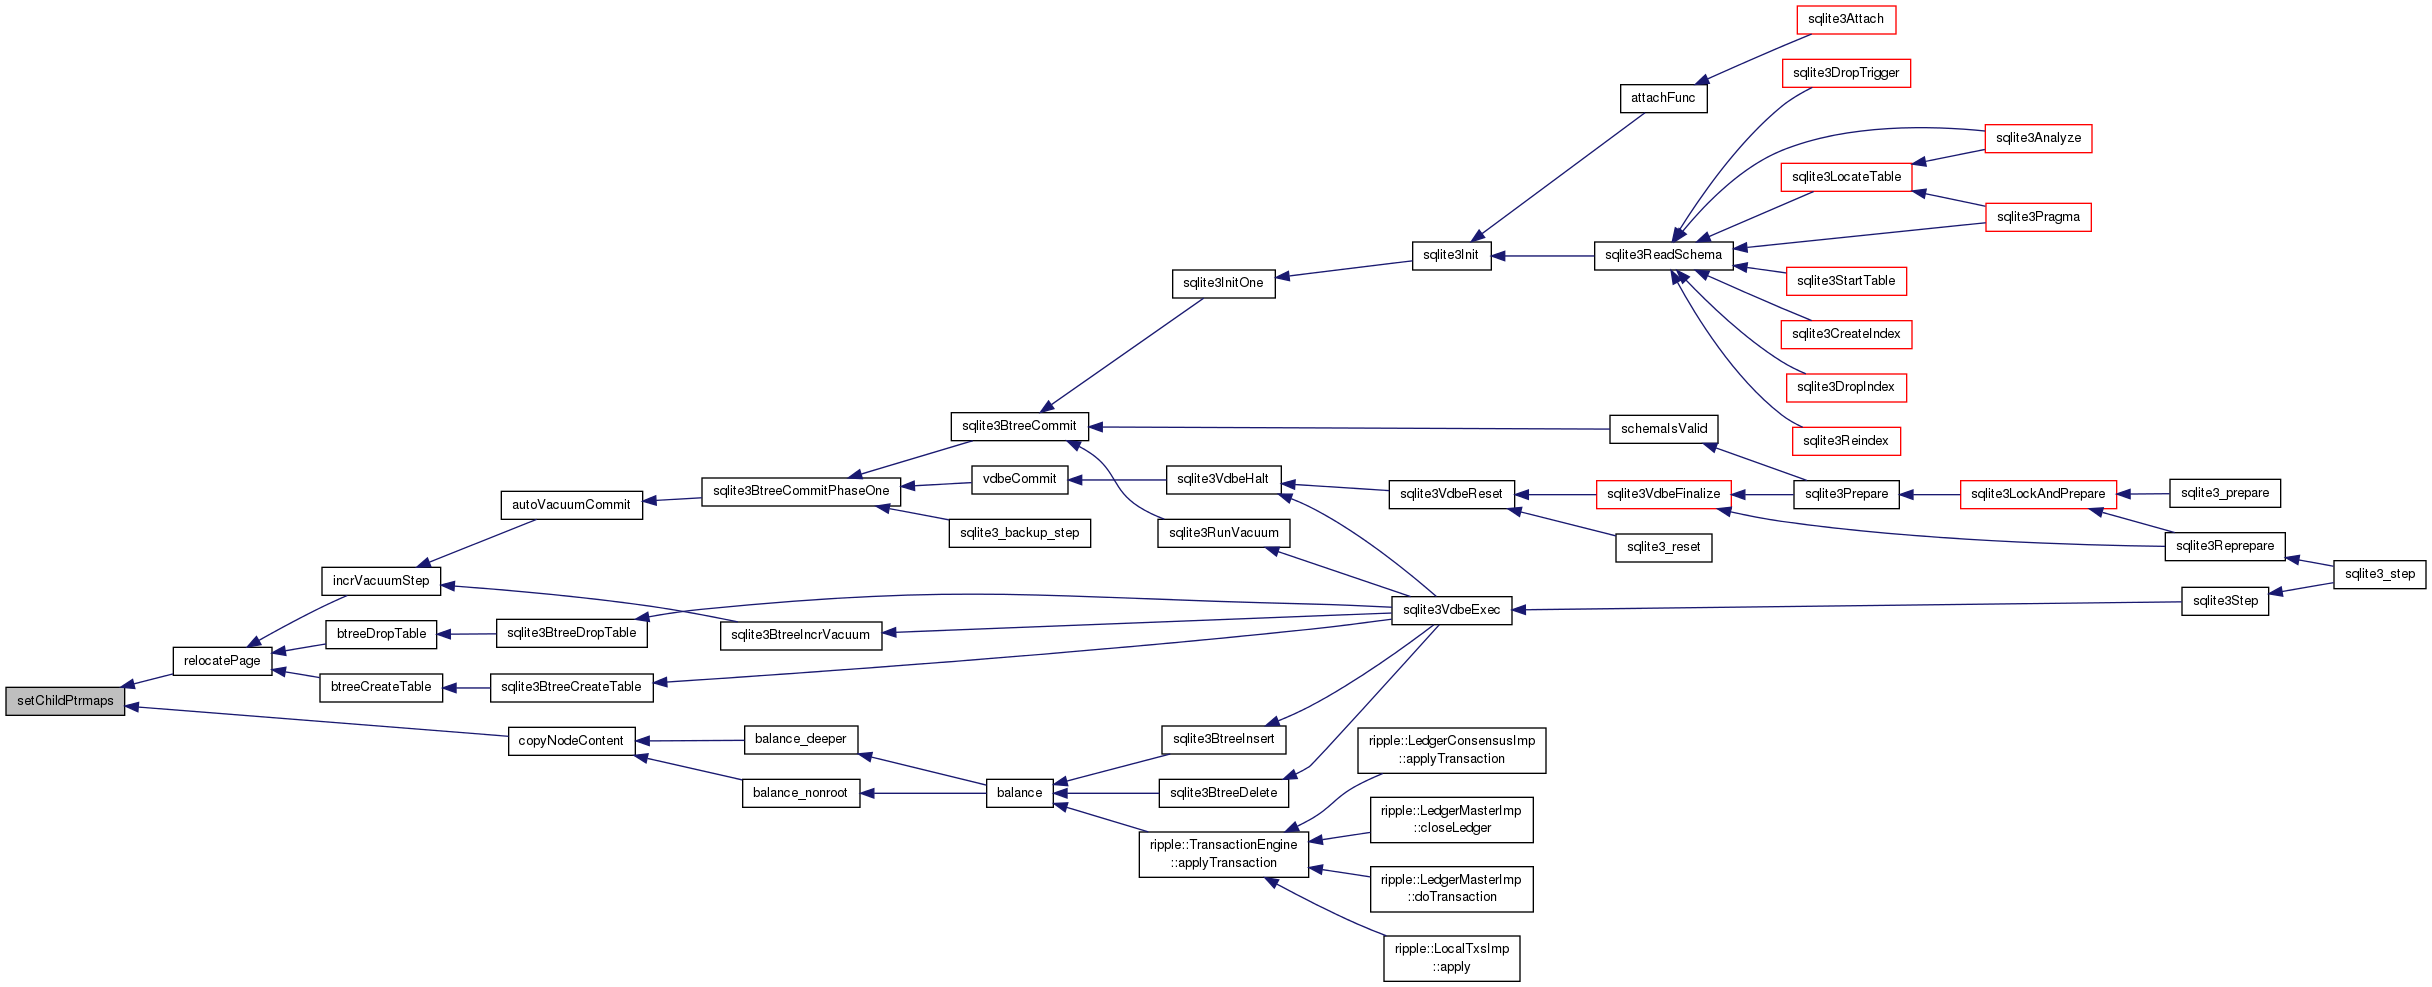 sqlite3Attach
sqlite3DropTrigger
attachFunc
sqlite3Analyze
sqlite3LocateTable
sqlite3Pragma
sqlite3Init
sqlite3ReadSchema
sqlite3InitOne
sqlite3StartTable
sqlite3CreateIndex
sqlite3DropIndex
sqlite3BtreeCommit
schemaIsValid
sqlite3Reindex
sqlite3BtreeCommitPhaseOne
vdbeCommit
sqlite3VdbeHalt
sqlite3VdbeReset
sqlite3VdbeFinalize
sqlite3Prepare
sqlite3LockAndPrepare
sqlite3_prepare
autoVacuumCommit
sqlite3_backup_step
sqlite3RunVacuum
sqlite3_reset
sqlite3Reprepare
sqlite3_step
incrVacuumStep
sqlite3VdbeExec
sqlite3Step
btreeDropTable
sqlite3BtreeDropTable
sqlite3BtreeIncrVacuum
relocatePage
btreeCreateTable
sqlite3BtreeCreateTable
setChildPtrmaps
copyNodeContent
balance_deeper
sqlite3BtreeInsert
ripple::LedgerConsensusImp
::applyTransaction
balance_nonroot
balance
sqlite3BtreeDelete
ripple::LedgerMasterImp
::closeLedger
ripple::TransactionEngine
::applyTransaction
ripple::LedgerMasterImp
::doTransaction
ripple::LocalTxsImp
::apply